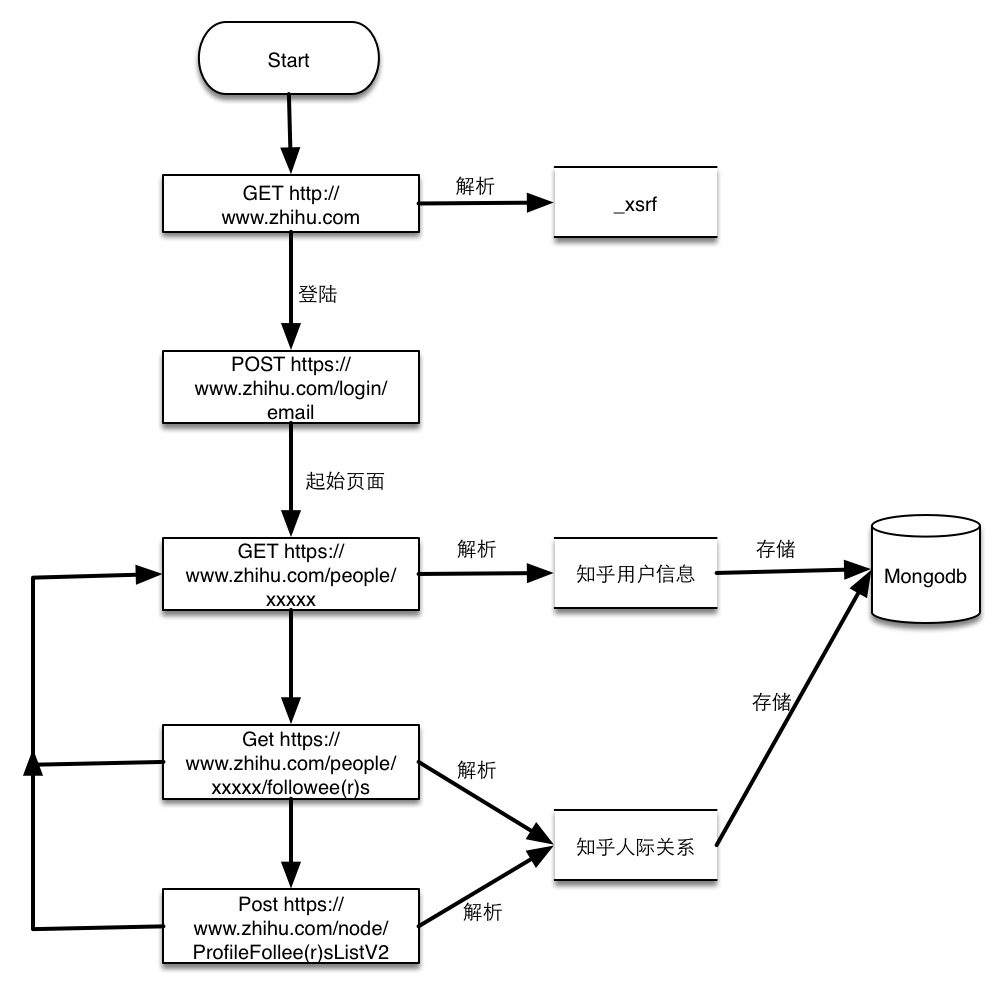 Start
GET http://
www.zhihu.com
解析
_xsrf
登陆
POST https://
www.zhihu.com/login/
email
起始页面
GET https://
www.zhihu.com/people/
xxxxx
解析
知乎用户信息
存储
Mongodb
Get https://
www.zhihu.com/people/
xxxxx/followee(r)s
解析
存储
知乎人际关系
Post https://
www.zhihu.com/node/
ProfileFollee(r)sListV2
解析